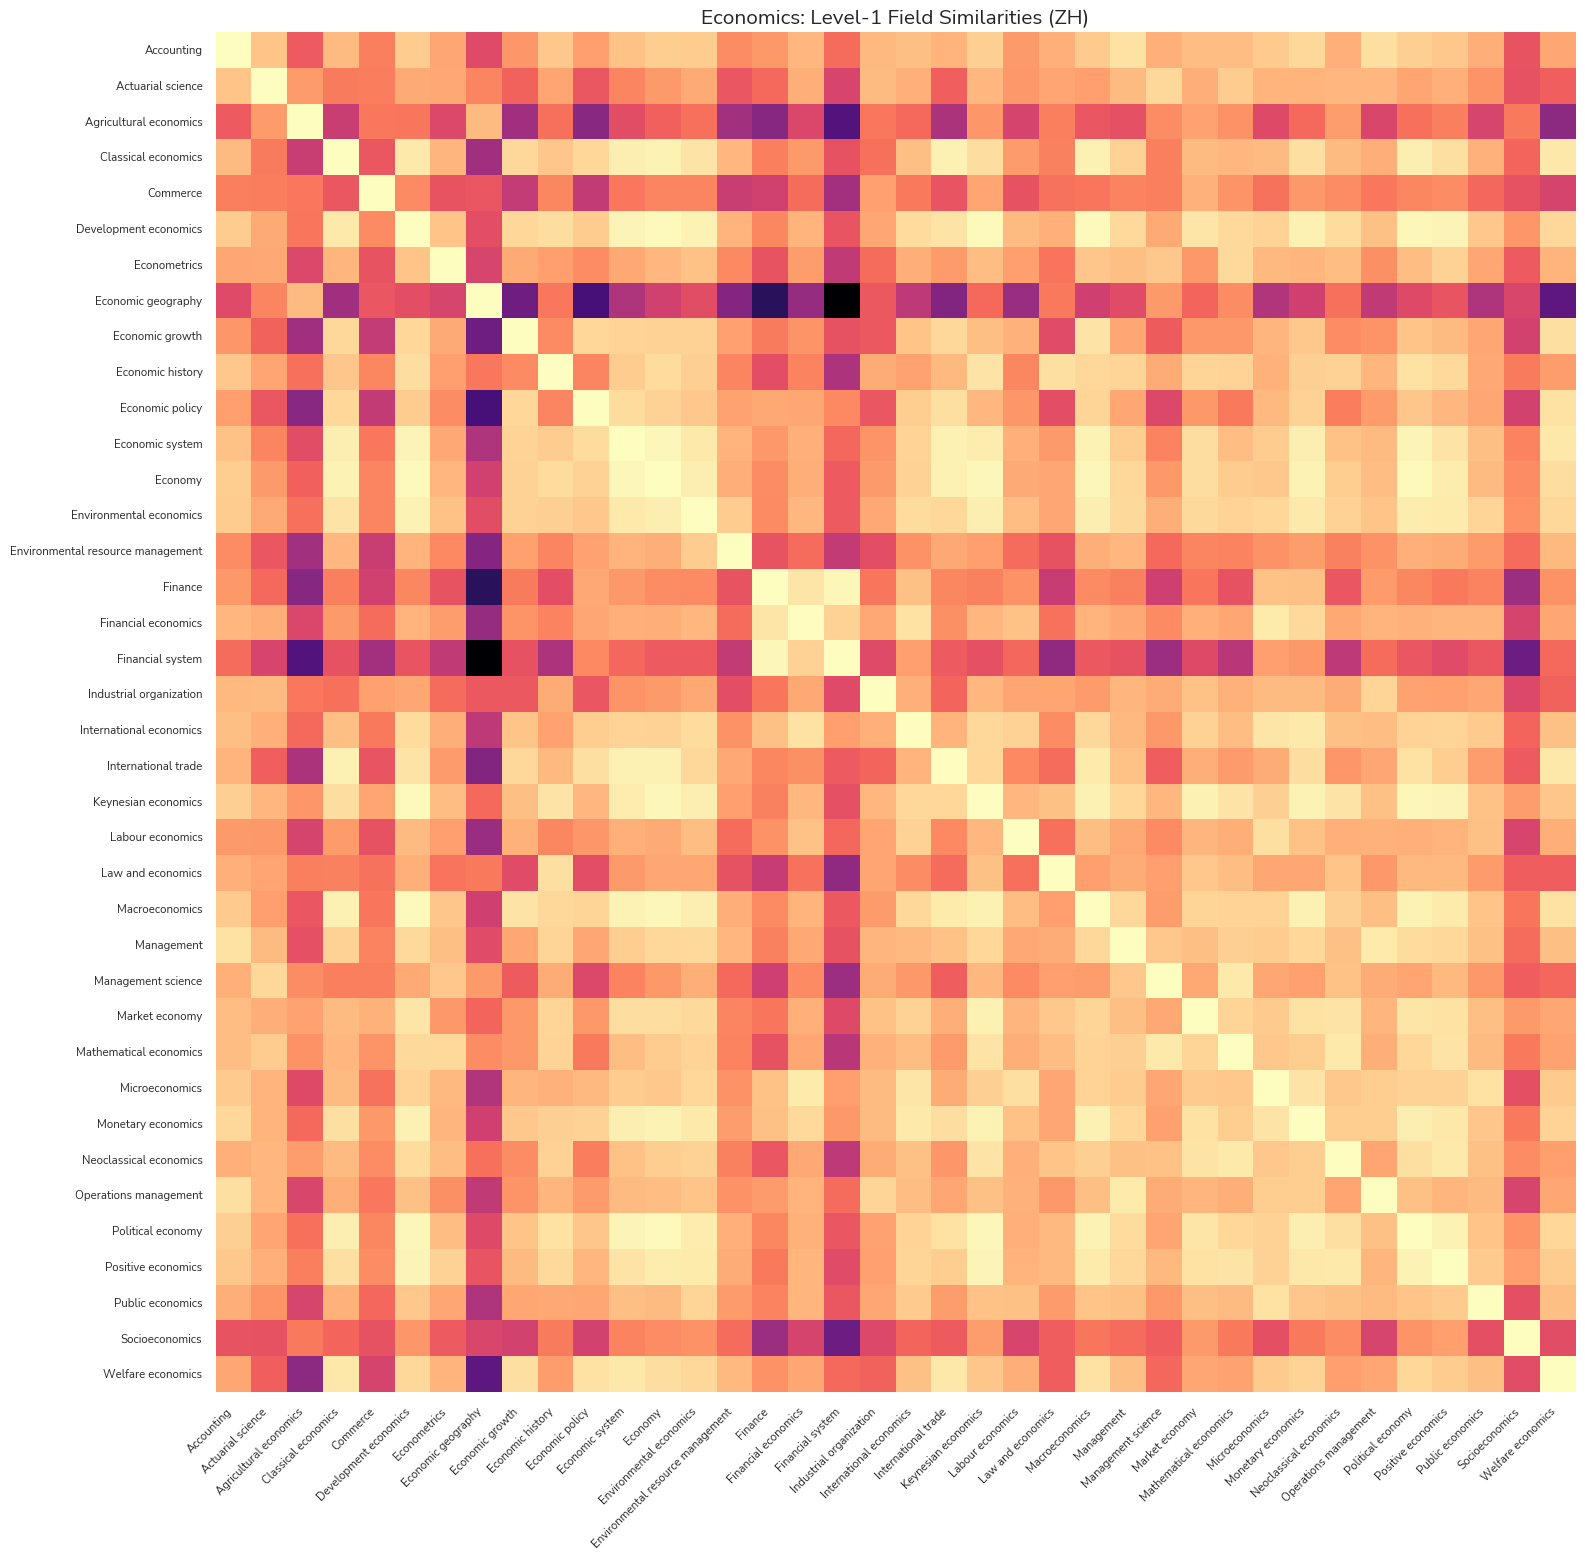 Economics: Level-1 Field Similarities (ZH)
Accounting
Actuarial science
Agricultural economics
Classical economics
Commerce
Development economics
Econometrics
Economic geography
Economic growth
Economic history
Economic policy
Economic system
Economy
Environmental economics
Environmental resource management
Finance
Financial economics
Financial system
Industrial organization
International economics
International trade
Keynesian economics
Labour economics
Law and economics
Macroeconomics
Management
Management science
Market economy
Mathematical economics
Microeconomics
Monetary economics
Neoclassical economics
Operations management
Political economy
Positive economics
Public economics
Socioeconomics
Welfare economics
Accounting
Actuarial science
Agricultural economics
Classical economics
Commerce
Development economics
Econometrics
Economic geography
Economic growth
Economic history
Economic policy
Economic system
Economy
Environmental economics
Environmental resource management
Finance
Financial economics
Financial system
Industrial organization
International economics
International trade
Keynesian economics
Labour economics
Law and economics
Macroeconomics
Management
Management science
Market economy
Mathematical economics
Microeconomics
Monetary economics
Neoclassical economics
Operations management
Political economy
Positive economics
Public economics
Socioeconomics
Welfare economics